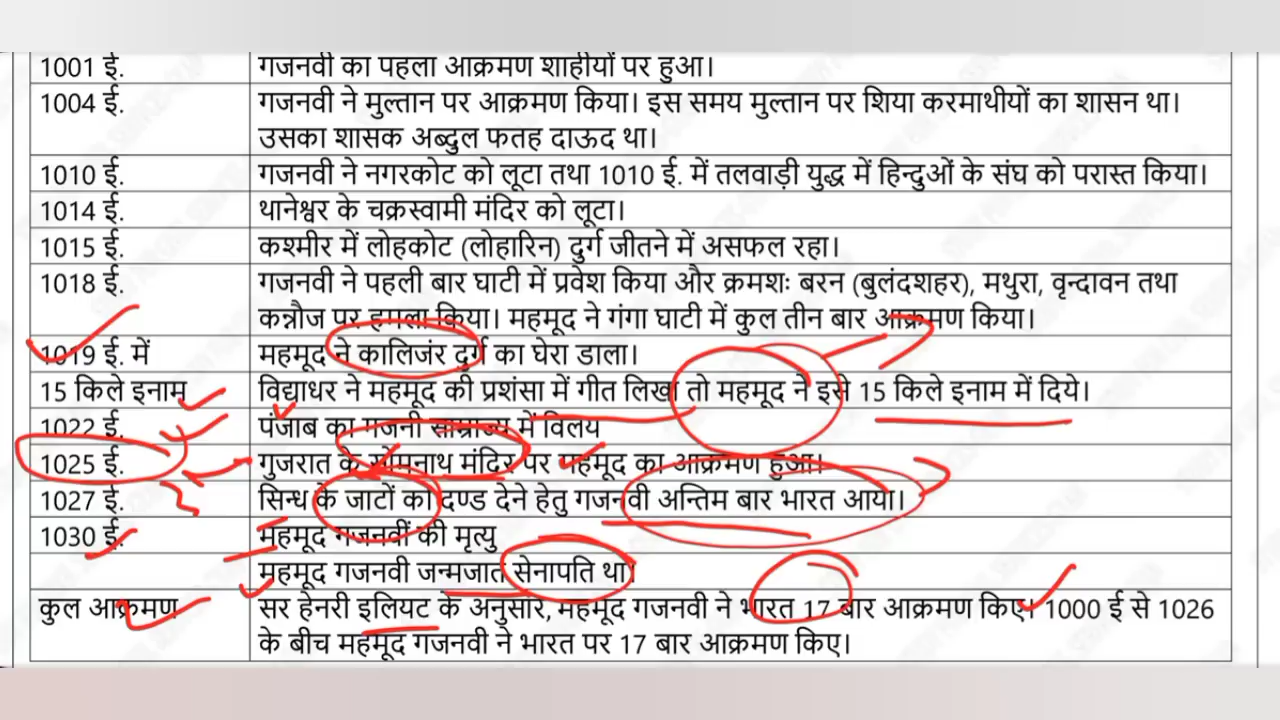 1001 ई. गजनवी का पहला आक्रमण शाहीयों पर हुआ।
1004 ई. गजनवी ने मुल्तान पर आक्रमण किया। इस समय मुल्तान पर शिया करमाथीयों का शासन था।
उसका शासक अब्दुल फतह दाऊद था।
1010 ई. गजनवी ने नगरकोट को लूटा तथा 1010 ई. में तलवाड़ी युद्ध में हिन्दुओं के संघ को परास्त किया।
1014 ई. थानेश्वर के चक्रस्वामी मंदिर को लूटा।
1015 ई. कश्मीर में लोहकोट (लोहारिन) दुर्ग जीतने में असफल रहा।
1018 ई. गजनवी ने पहली बार घाटी में प्रवेश किया और क्रमशः बरन (बुलंदशहर), मथुरा, वृन्दावन तथा
कन्नौज पर हमला किया। महमूद ने गंगा घाटी में कुल तीन बार आक्रमण किया।
1019 ई. में महमूद ने कालिजंर दुर्ग का घेरा डाला।
15 किले इनाम विद्याधर ने महमूद की प्रशंसा में गीत लिखा तो महमूद ने इसे 15 किले इनाम में दिये।
1022 ई. पंजाब का गजनी साम्राज्य में विलय
1025 ई. गुजरात के सोमनाथ मंदिर पर महमूद का आक्रमण हुआ।
1027 ई. सिन्ध के जाटों को दण्ड देने हेतु गजनवी अन्तिम बार भारत आया।
1030 ई. महमूद गजनवीं की मृत्यु
महमूद गजनवी जन्मजात सेनापति था।
कुल आक्रमण सर हेनरी इलियट के अनुसार, महमूद गजनवी ने भारत 17 बार आक्रमण किए। 1000 ई से 1026
के बीच महमूद गजनवी ने भारत पर 17 बार आक्रमण किए।